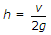 h = v / 2g